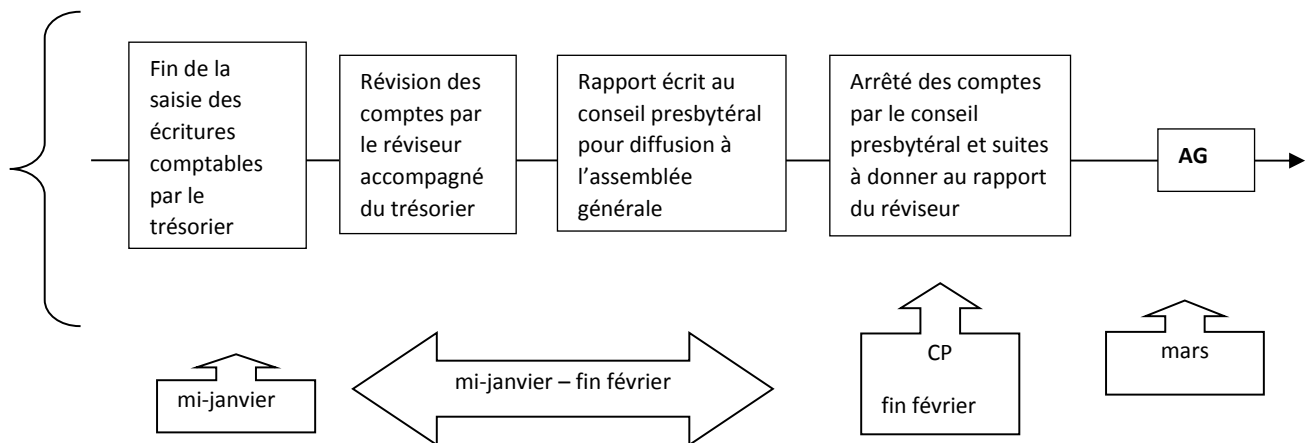 Fin de la
saisie des
écritures
comptables
par le
trésorier
Révision des
comptes par
le réviseur
accompagné
du trésorier
Rapport écrit au
conseil presbytéral
pour diffusion à
l’assemblée
générale
Arrêté des comptes
par le conseil
presbytéral et suites
à donner au rapport
du réviseur
AG
mi-janvier
mi-janvier – fin février
CP
fin février
mars